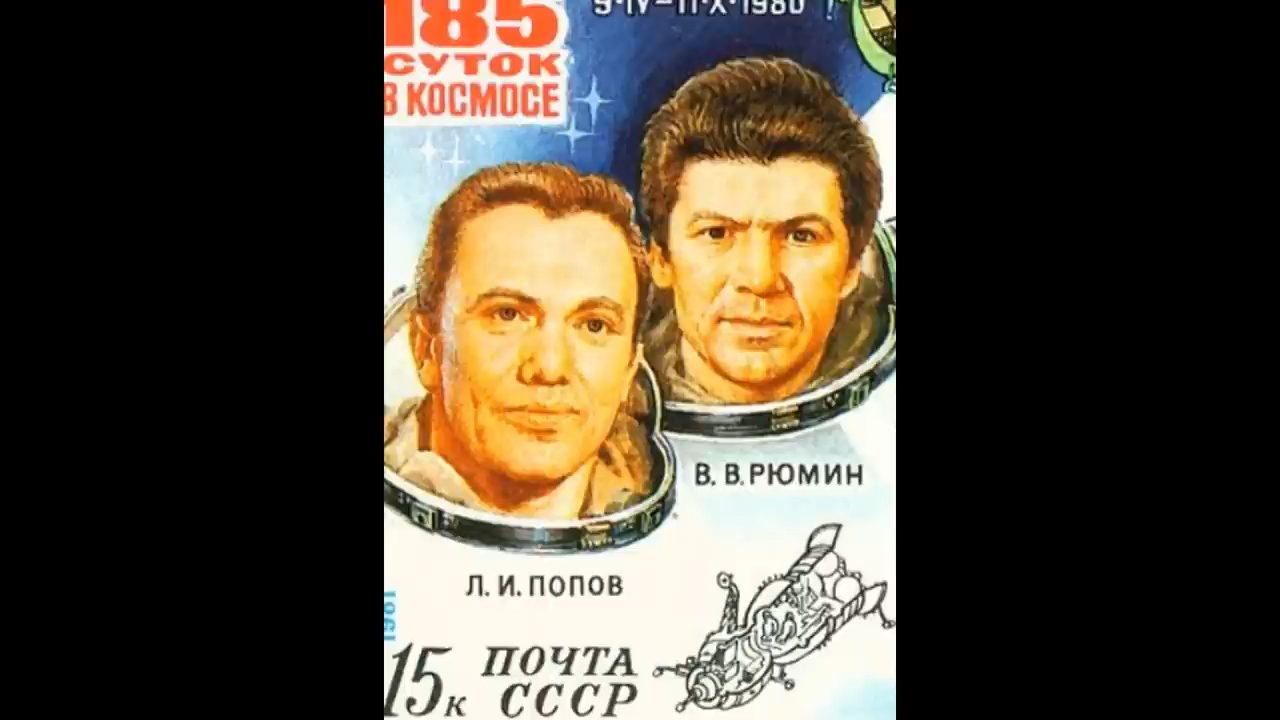 185
СУТОК
В КОСМОСЕ
9·IV–11·X·1980
В. В. РЮМИН
Л. И. ПОПОВ
1981
15к
ПОЧТА
СССР